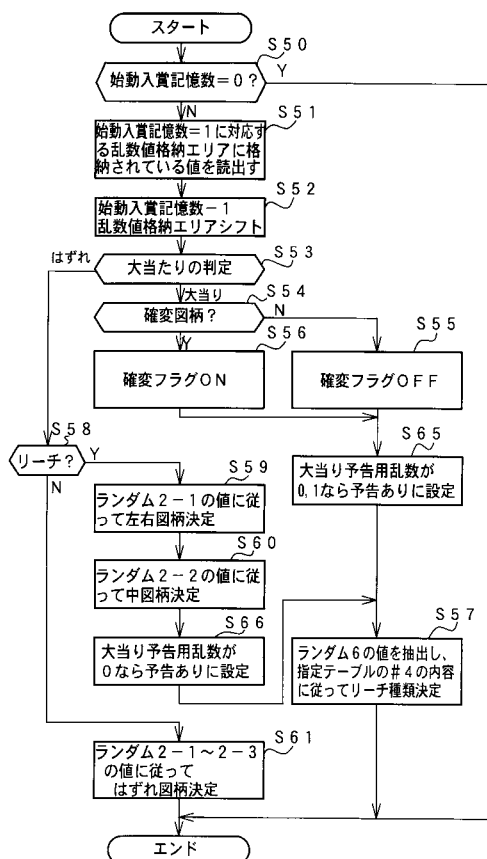 スタート
S50
始動入賞記憶数=0?
Y
N
S51
始動入賞記憶数=1に対応す
る乱数値格納エリアに格
納されている値を読出す
S52
始動入賞記憶数-1
乱数値格納エリアシフト
S53
はずれ
大当たりの判定
大当り
S54
確変図柄?
N
Y
S56
S55
確変フラグON
確変フラグOFF
S58
リーチ?
Y
N
S65
大当り予告用乱数が
0,1なら予告ありに設定
S59
ランダム2-1の値に従
って左右図柄決定
S60
ランダム2-2の値に従
って中図柄決定
S66
大当り予告用乱数が
0なら予告ありに設定
S57
ランダム6の値を抽出し、
指定テーブルの#4の内容
に従ってリーチ種類決定
S61
ランダム2-1~2-3
の値に従って
はずれ図柄決定
エンド